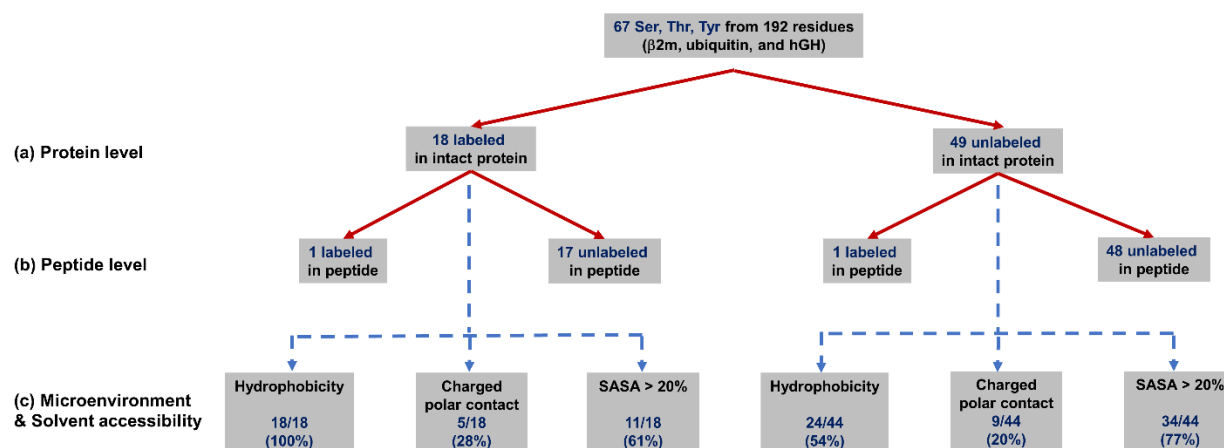 67 Ser, Thr, Tyr from 192 residues
(β2m, ubiquitin, and hGH)
(a) Protein level
18 labeled
in intact protein
49 unlabeled
in intact protein
(b) Peptide level
1 labeled
in peptide
17 unlabeled
in peptide
1 labeled
in peptide
48 unlabeled
in peptide
(c) Microenvironment
& Solvent accessibility
Hydrophobicity
18/18
(100%)
Charged
polar contact
5/18
(28%)
SASA > 20%
11/18
(61%)
Hydrophobicity
24/44
(54%)
Charged
polar contact
9/44
(20%)
SASA > 20%
34/44
(77%)